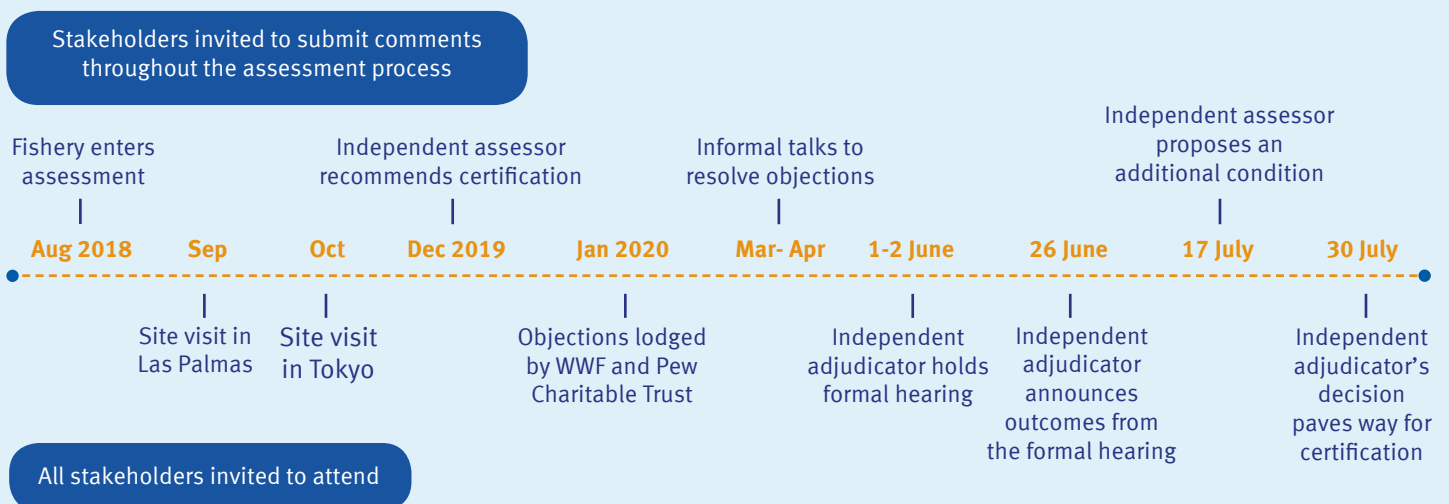 Stakeholders invited to submit comments
throughout the assessment process
Fishery enters
assessment
Independent assessor
recommends certification
Informal talks to
resolve objections
Independent assessor
proposes an
additional condition
Aug 2018
Sep
Oct
Dec 2019
Jan 2020
Mar- Apr
1-2 June
26 June
17 July
30 July
Site visit in
Las Palmas
Site visit
in Tokyo
Objections lodged
by WWF and Pew
Charitable Trust
Independent
adjudicator holds
formal hearing
Independent
adjudicator
announces
outcomes from
the formal hearing
Independent
adjudicator’s
decision
paves way for
certification
All stakeholders invited to attend